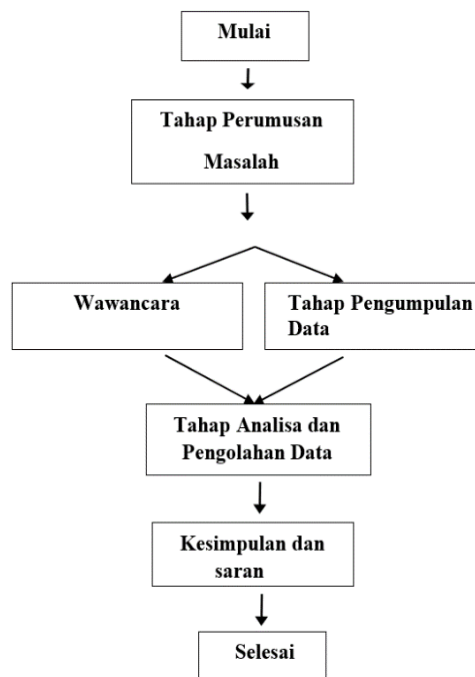 Mulai
Tahap Perumusan
Masalah
Wawancara
Tahap Pengumpulan
Data
Tahap Analisa dan
Pengolahan Data
Kesimpulan dan
saran
Selesai